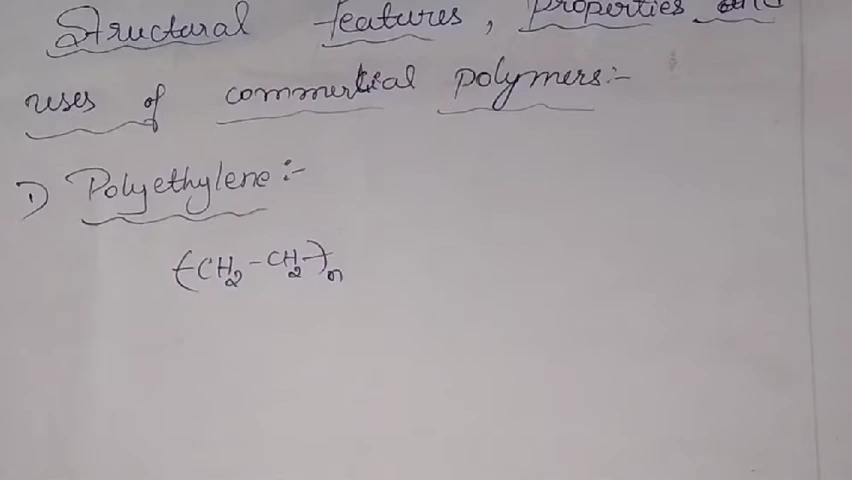 Structural features, properties and
uses of commercial polymers:-
1) Polyethylene:-
(CH2-CH2)n